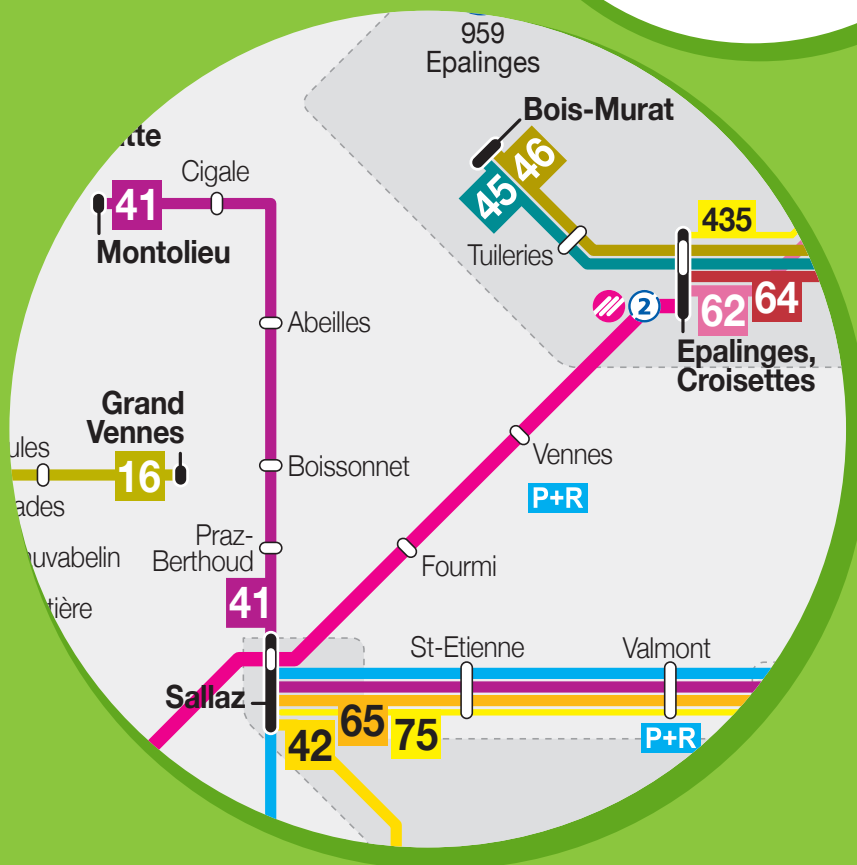 959
Epalinges
Bois-Murat
46
45
Cigale
41
Montolieu
435
Tuileries
2
62
64
Epalinges,
Croisettes
Abeilles
Grand
Vennes
16
Boissonnet
Vennes
P+R
Praz-
Berthoud
Fourmi
41
St-Etienne
Valmont
Sallaz
65
75
42
P+R